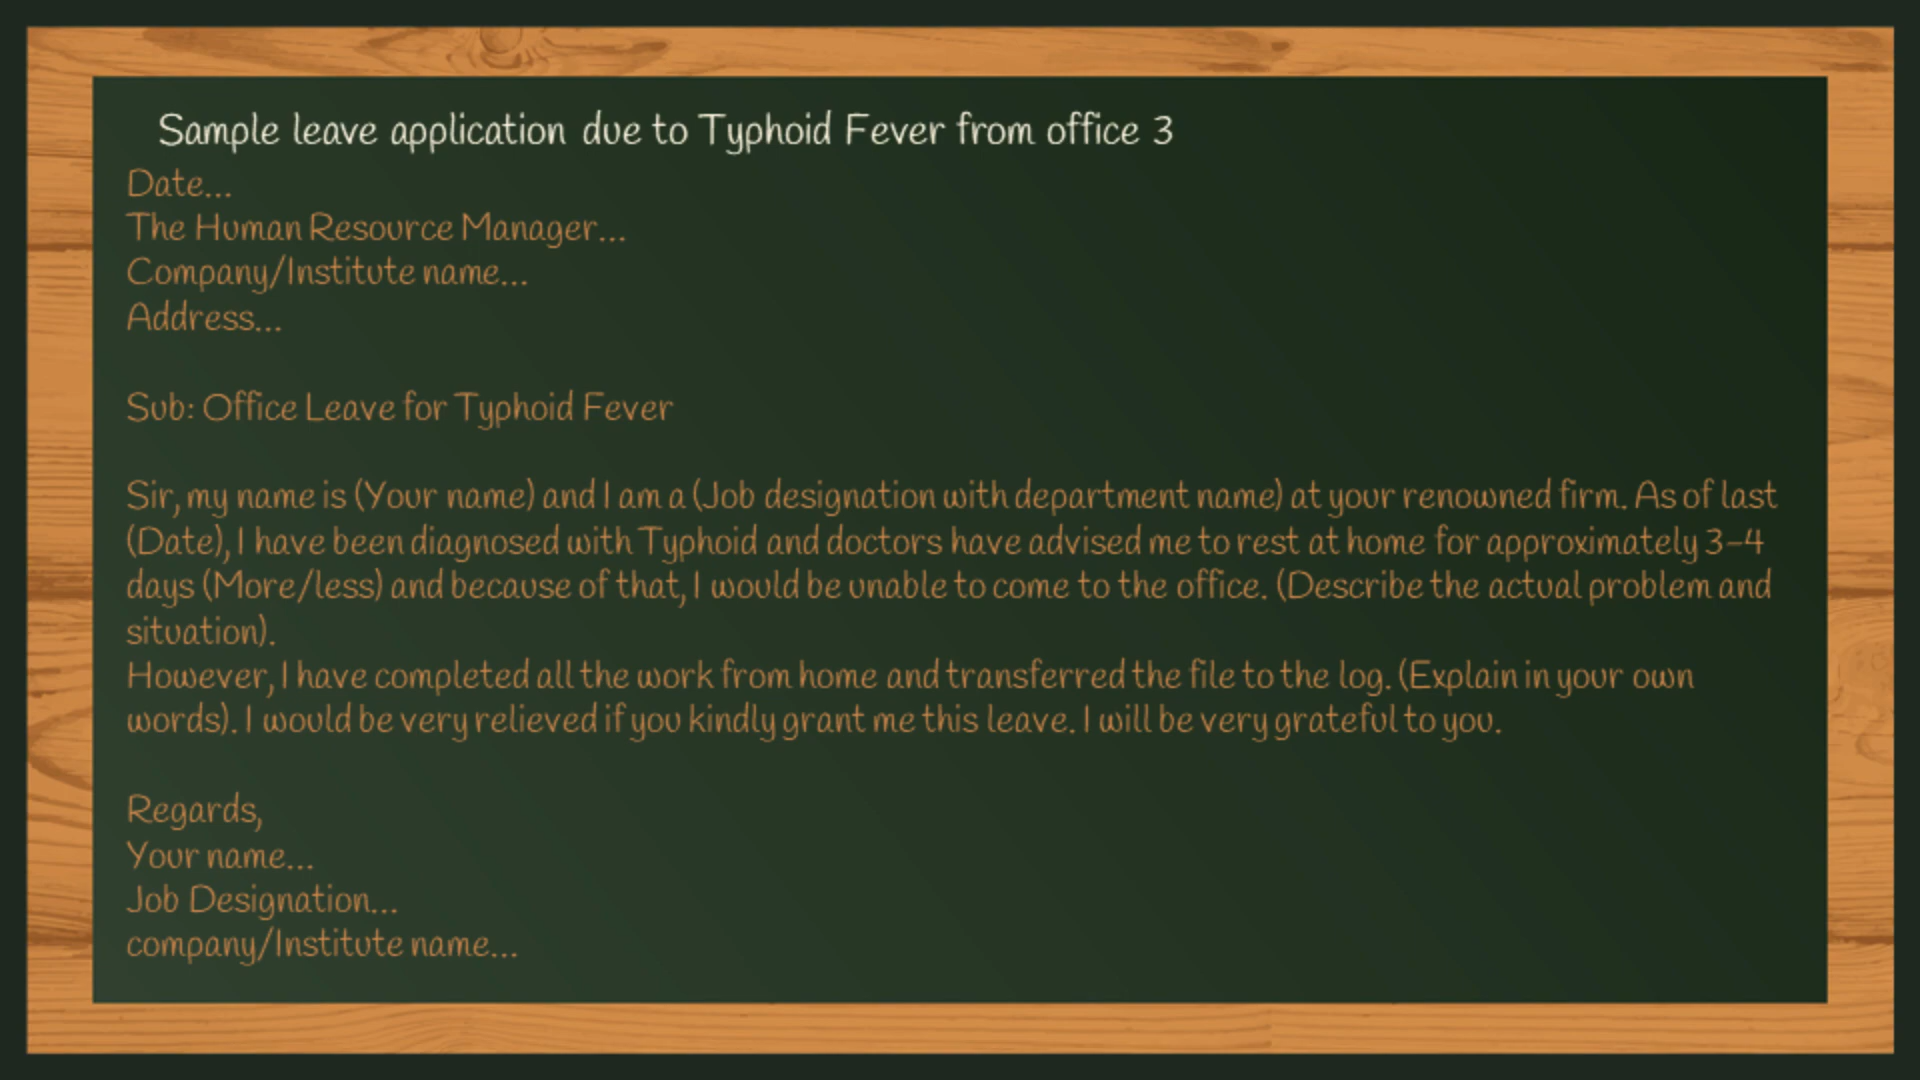 Sample leave application due to Typhoid Fever from office 3
Date...
The Human Resource Manager...
Company/Institute name...
Address...
Sub: Office Leave for Typhoid Fever
Sir, my name is (Your name) and I am a (Job designation with department name) at your renowned firm. As of last
(Date), I have been diagnosed with Typhoid and doctors have advised me to rest at home for approximately 3-4
days (More/less) and because of that, I would be unable to come to the office. (Describe the actual problem and
situation).
However, I have completed all the work from home and transferred the file to the log. (Explain in your own
words). I would be very relieved if you kindly grant me this leave. I will be very grateful to you.
Regards,
Your name...
Job Designation...
company/Institute name...